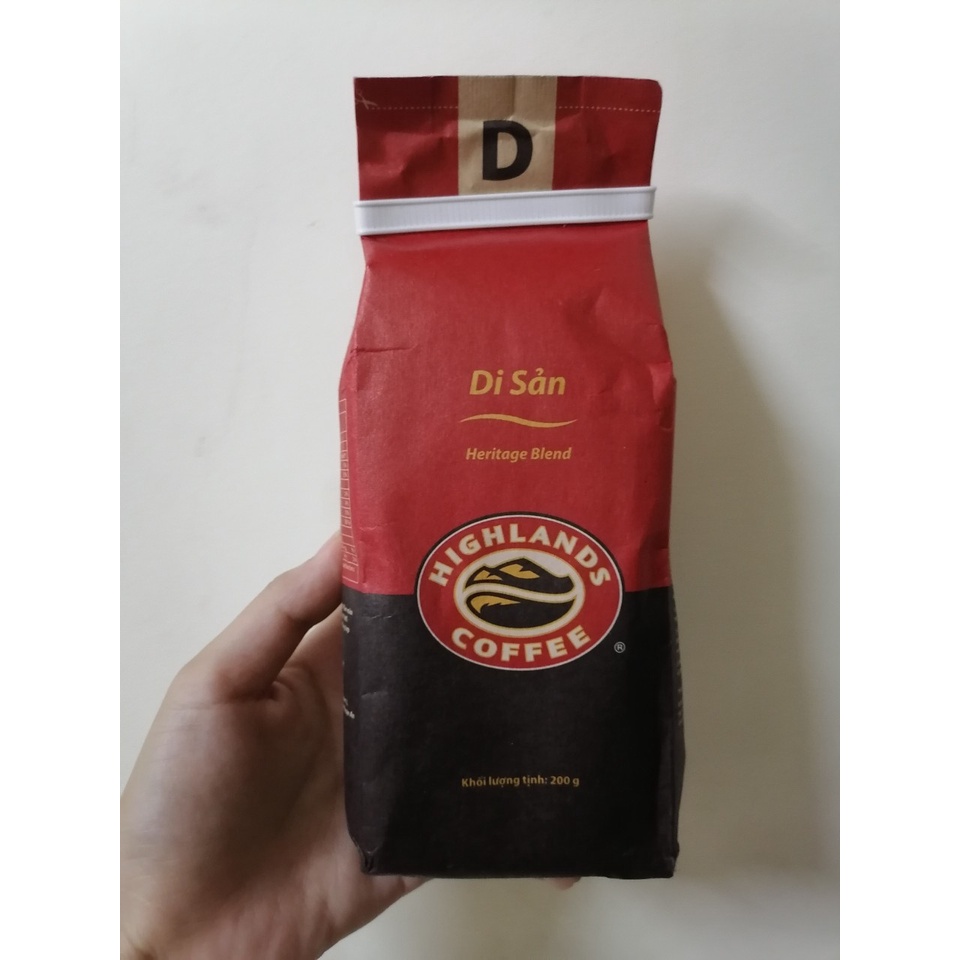 D
Di Sản
Heritage Blend
HIGHLANDS
COFFEE
®
Khối lượng tịnh: 200 g